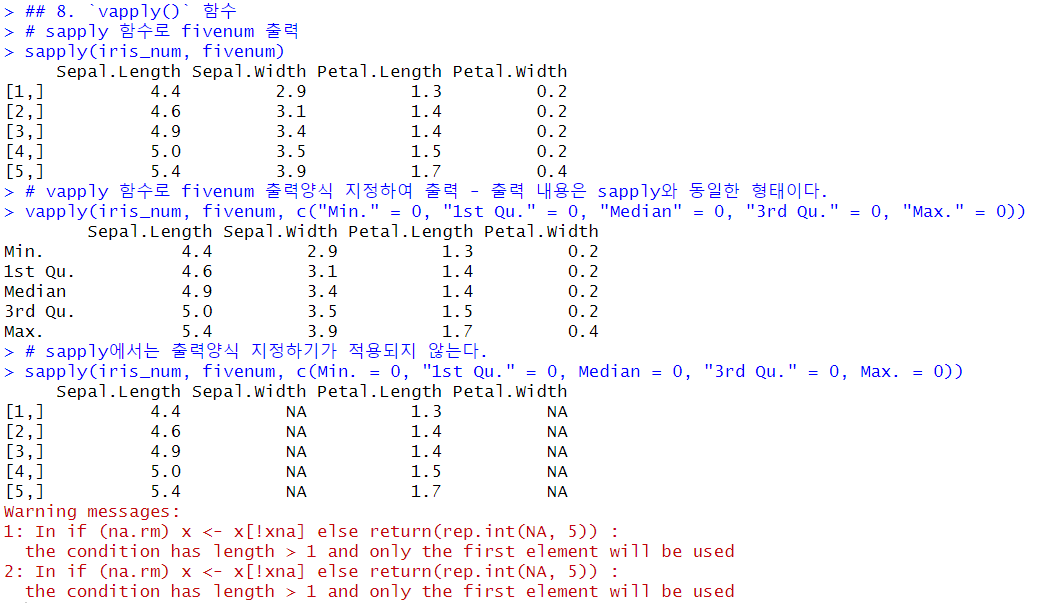 > ## 8. `vapply()` 함수
> # sapply 함수로 fivenum 출력
> sapply(iris_num, fivenum)
     Sepal.Length Sepal.Width Petal.Length Petal.Width
[1,]          4.4         2.9          1.3         0.2
[2,]          4.6         3.1          1.4         0.2
[3,]          4.9         3.4          1.4         0.2
[4,]          5.0         3.5          1.5         0.2
[5,]          5.4         3.9          1.7         0.4
> # vapply 함수로 fivenum 출력양식 지정하여 출력 - 출력 내용은 sapply와 동일한 형태이다.
> vapply(iris_num, fivenum, c("Min." = 0, "1st Qu." = 0, "Median" = 0, "3rd Qu." = 0, "Max." = 0))
        Sepal.Length Sepal.Width Petal.Length Petal.Width
Min.             4.4         2.9          1.3         0.2
1st Qu.          4.6         3.1          1.4         0.2
Median           4.9         3.4          1.4         0.2
3rd Qu.          5.0         3.5          1.5         0.2
Max.             5.4         3.9          1.7         0.4
> # sapply에서는 출력양식 지정하기가 적용되지 않는다.
> sapply(iris_num, fivenum, c(Min. = 0, "1st Qu." = 0, Median = 0, "3rd Qu." = 0, Max. = 0))
     Sepal.Length Sepal.Width Petal.Length Petal.Width
[1,]          4.4          NA          1.3          NA
[2,]          4.6          NA          1.4          NA
[3,]          4.9          NA          1.4          NA
[4,]          5.0          NA          1.5          NA
[5,]          5.4          NA          1.7          NA
Warning messages:
1: In if (na.rm) x <- x[!xna] else return(rep.int(NA, 5)) :
  the condition has length > 1 and only the first element will be used
2: In if (na.rm) x <- x[!xna] else return(rep.int(NA, 5)) :
  the condition has length > 1 and only the first element will be used